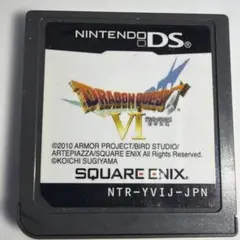 NINTENDO DS
DRAGON QUEST
VI
©2010 ARMOR PROJECT/BIRD STUDIO/
ARTEPIAZZA/SQUARE ENIX All Rights Reserved.
©KOICHI SUGIYAMA
SQUARE ENIX
NTR-YVIJ-JPN